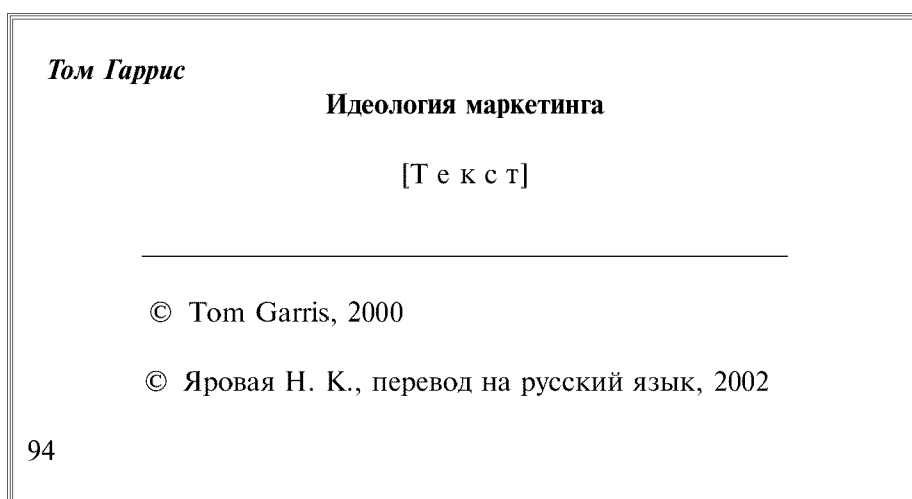 Том Гаррис
Идеология маркетинга
[Т е к с т]
© Tom Garris, 2000
© Яровая Н. К., перевод на русский язык, 2002
94